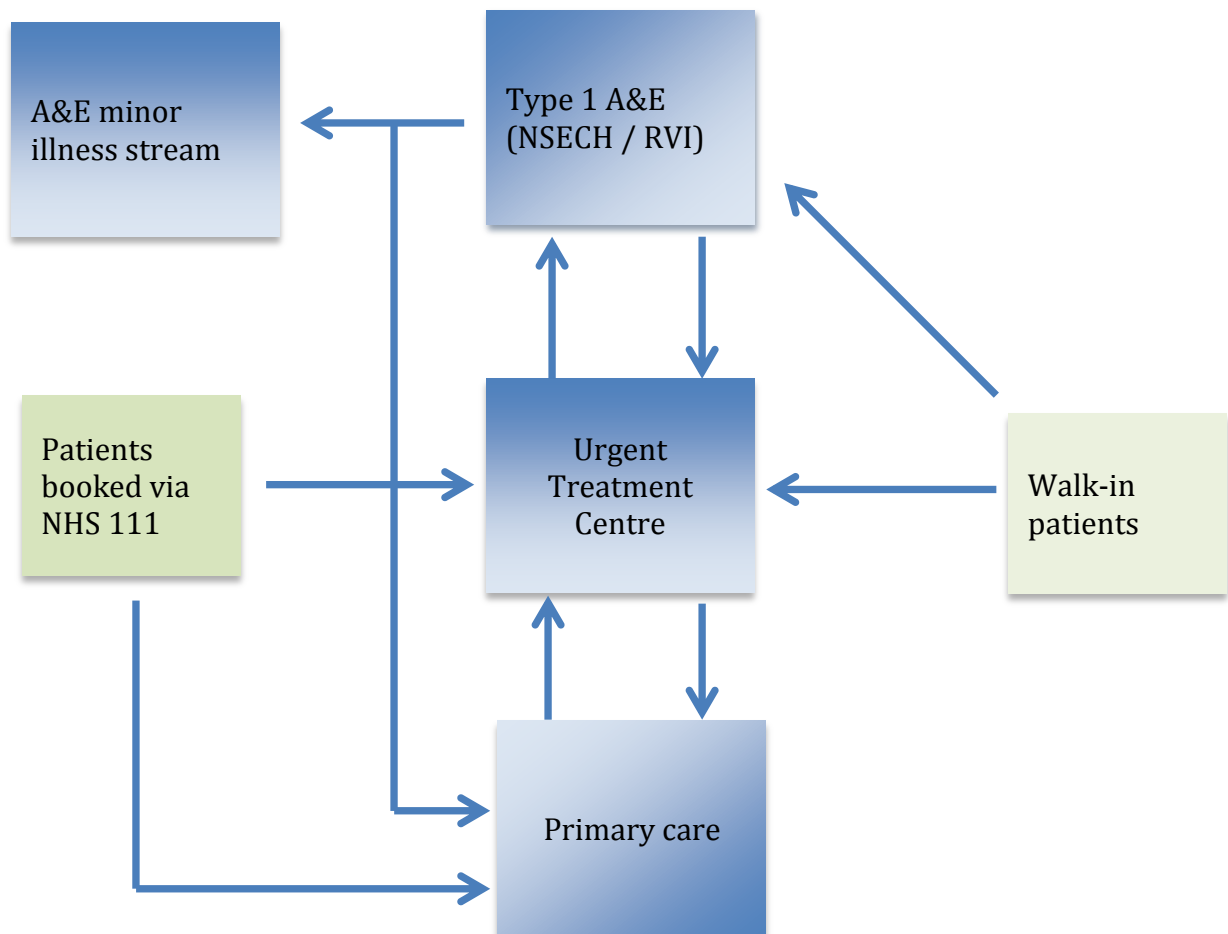 A&E minor
illness stream
Type 1 A&E
(NSECH / RVI)
Patients
booked via
NHS 111
Urgent
Treatment
Centre
Walk-in
patients
Primary care